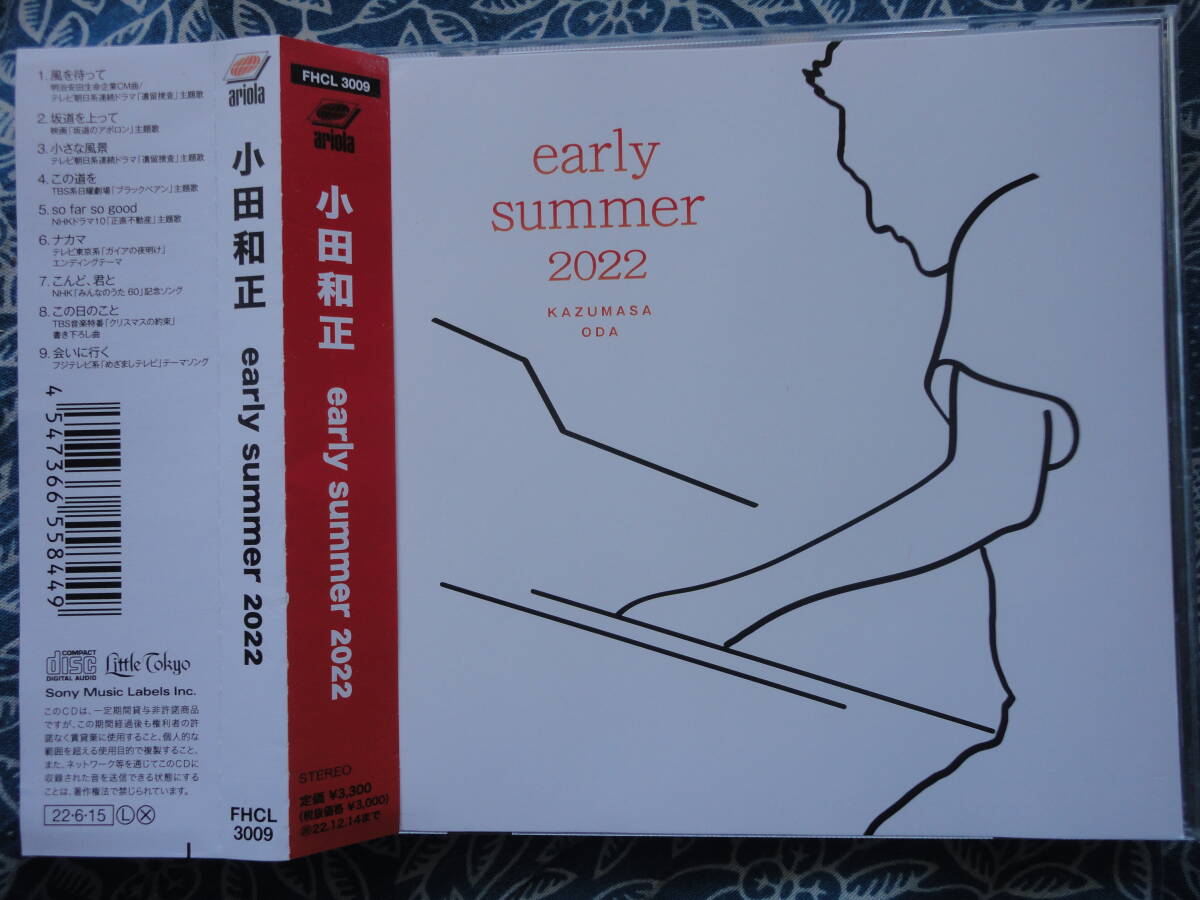 1. 風を待って
明治安田生命企業CM曲/
テレビ朝日系連続ドラマ「遺留捜査」主題歌
2. 坂道を上って
映画「坂道のアポロン」主題歌
3. 小さな風景
テレビ朝日系連続ドラマ「遺留捜査」主題歌
4. この道を
TBS系日曜劇場「ブラックペアン」主題歌
5. so far so good
NHKドラマ10「正直不動産」主題歌
6. ナカマ
テレビ東京系「ガイアの夜明け」
エンディングテーマ
7. こんど、君と
NHK「みんなのうた 60」記念ソング
8. この日のこと
TBS音楽特番「クリスマスの約束」
書き下ろし曲
9. 会いに行く
フジテレビ系「めざましテレビ」テーマソング
4 547366 558449
COMPACT
disc
DIGITAL AUDIO
Little Tokyo
Sony Music Labels Inc.
このCDは、一定期間貸与非許諾商品
ですが、この期間経過後も権利者の許
諾なく賃貸業に使用すること、個人的な
範囲を超える使用目的で複製すること、
また、ネットワーク等を通じてこのCDに
収録された音を送信できる状態にする
ことは、著作権法で禁じられています。
22・6・15 Ⓛ Ⓧ
ariola
小田和正 early summer 2022
FHCL
3009
FHCL 3009
ariola
小田和正 early summer 2022
STEREO
定価 ¥3,300
(税抜価格 ¥3,000)
㊢22.12.14まで
early
summer
2022
KAZUMASA
ODA